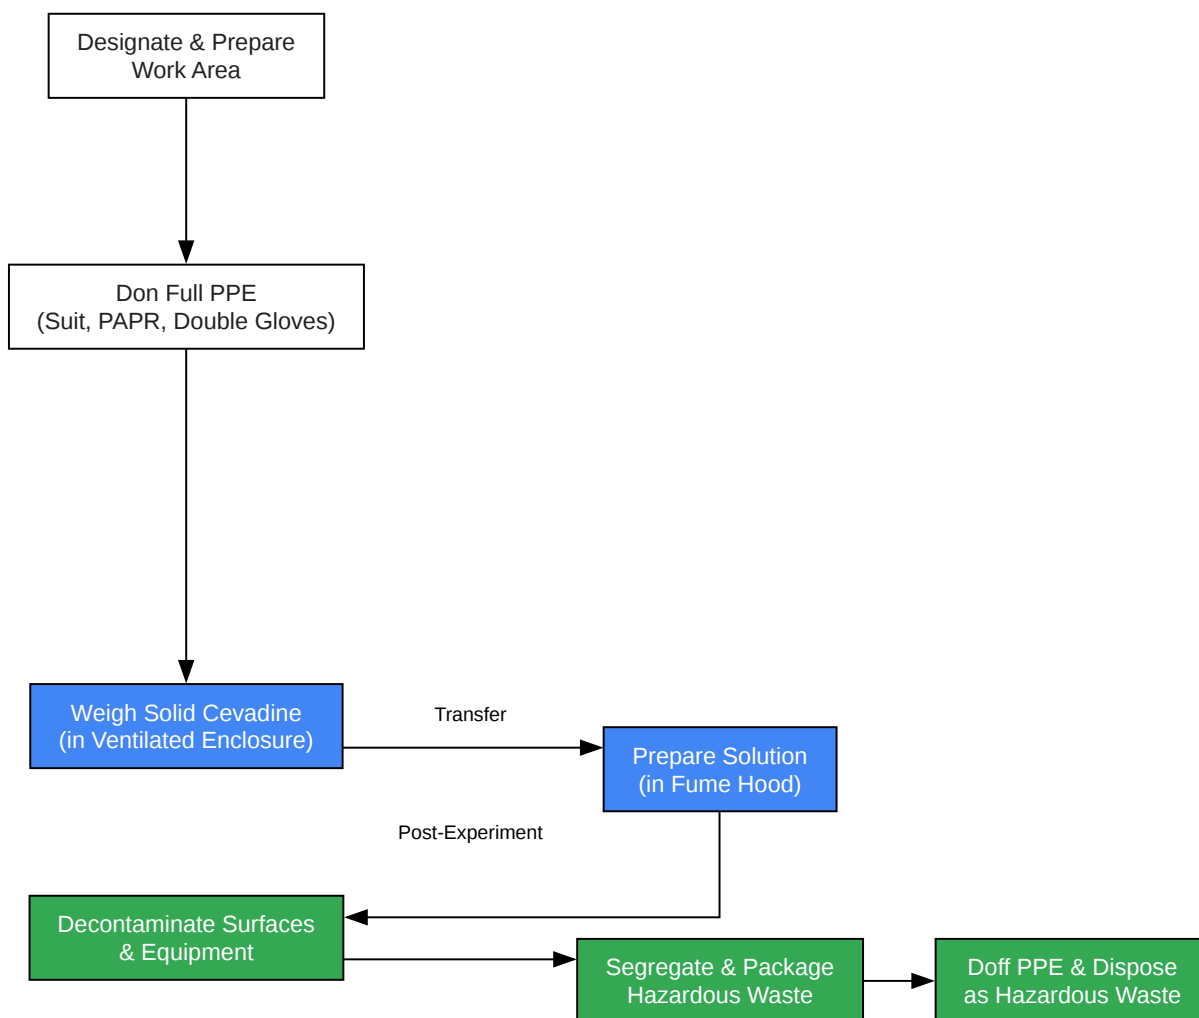 Designate & Prepare
Work Area
Don Full PPE
(Suit, PAPR, Double Gloves)
Weigh Solid Cevadine
(in Ventilated Enclosure)
Transfer
Prepare Solution
(in Fume Hood)
Post-Experiment
Decontaminate Surfaces
& Equipment
Segregate & Package
Hazardous Waste
Doff PPE & Dispose
as Hazardous Waste